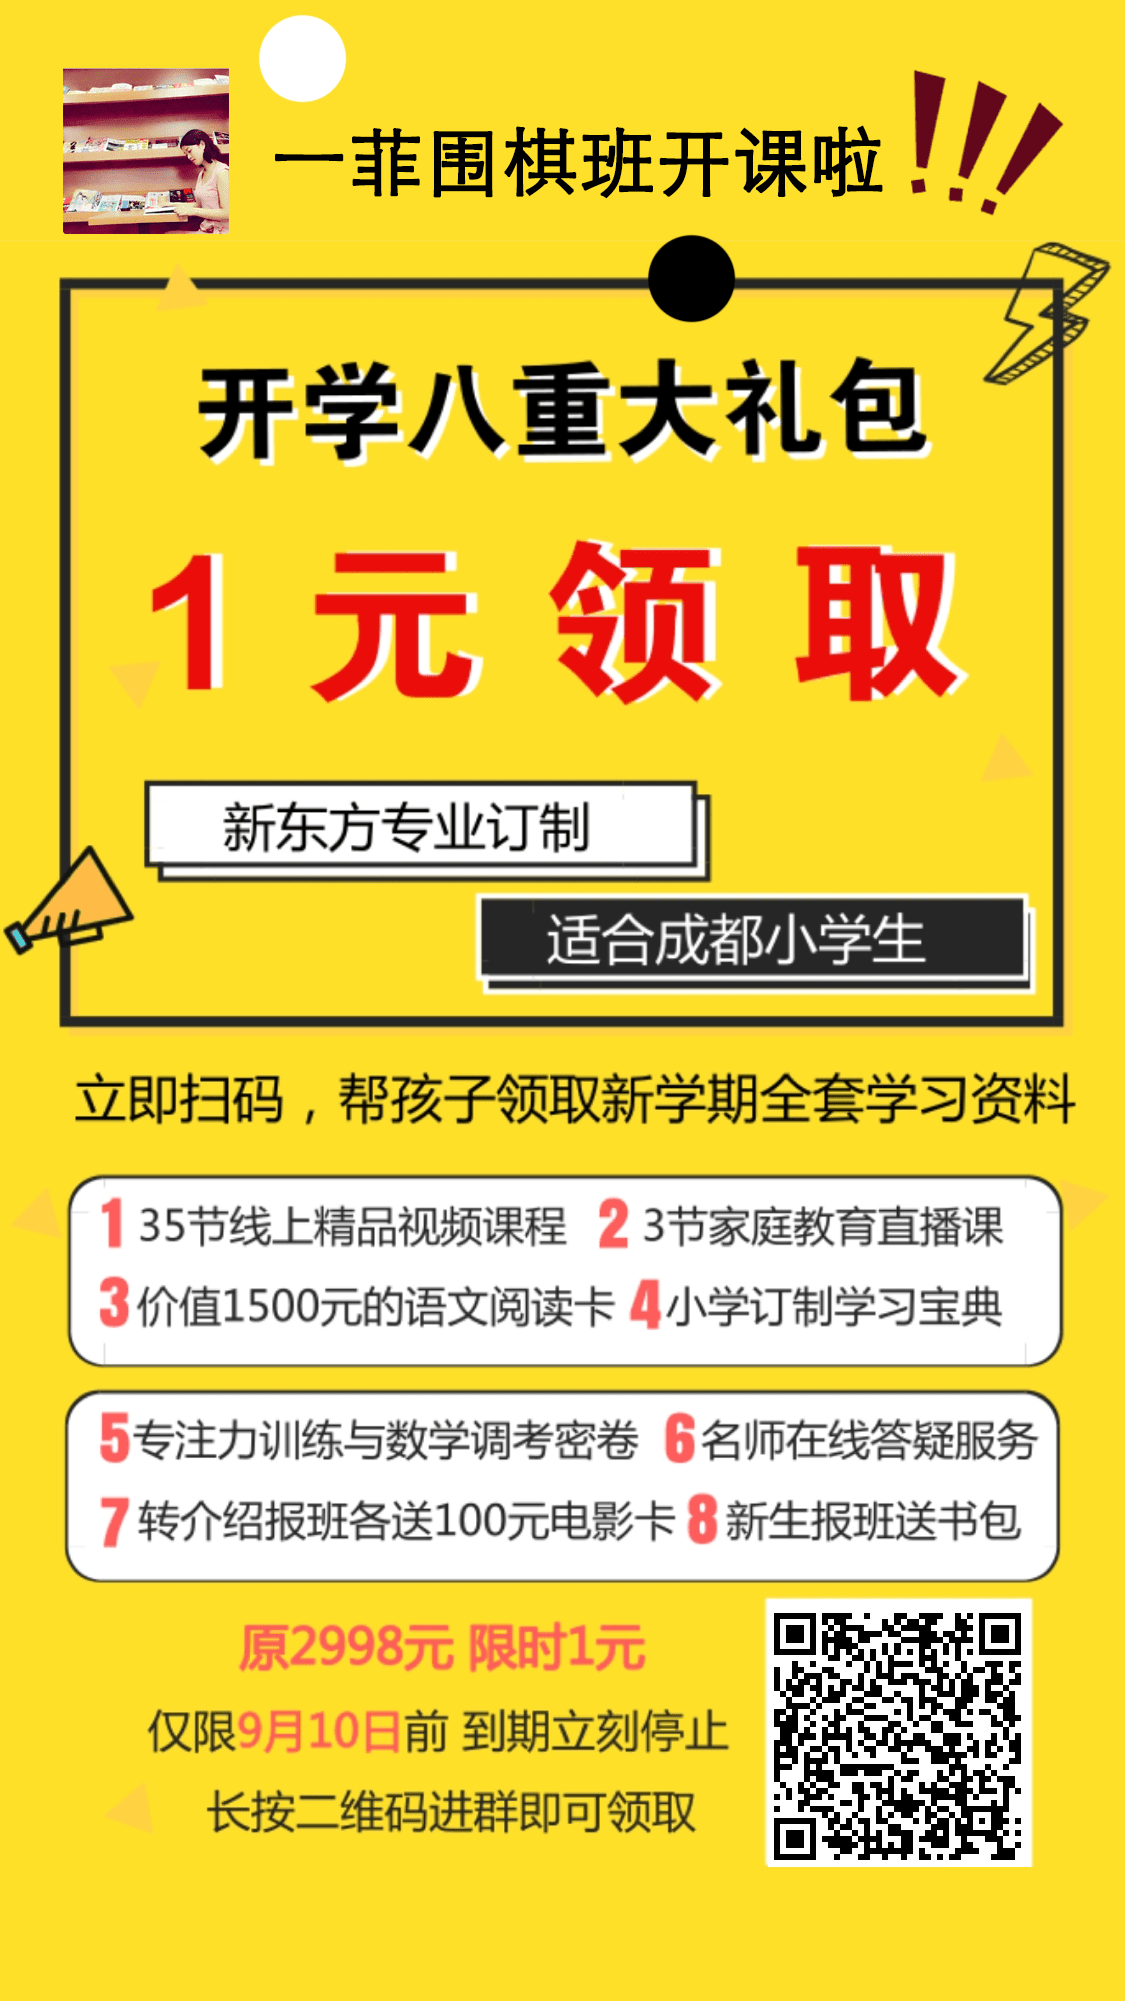 一菲围棋班开课啦!!!
开学八重大礼包
1元领取
新东方专业订制
适合成都小学生
立即扫码，帮孩子领取新学期全套学习资料
1 35节线上精品视频课程 2 3节家庭教育直播课
3 价值1500元的语文阅读卡 4 小学订制学习宝典
5 专注力训练与数学调考密卷 6 名师在线答疑服务
7 转介绍报班各送100元电影卡 8 新生报班送书包
原2998元 限时1元
仅限9月10日前 到期立刻停止
长按二维码进群即可领取